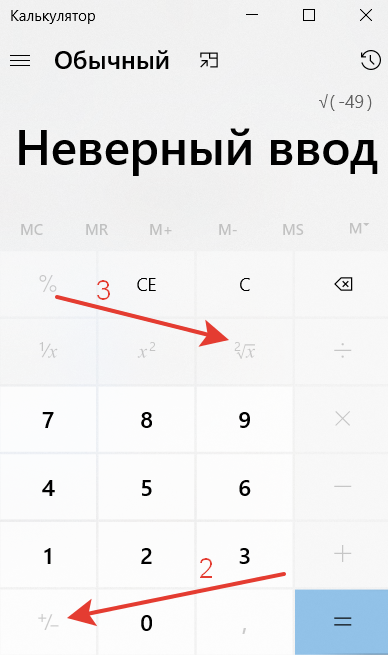 Калькулятор
Обычный
√(-49)
Неверный ввод
MC MR M+ M- MS M˅
% CE C
3
¹/x x² ²√x ÷
7 8 9 ×
4 5 6 −
1 2 3 +
2
+/− 0 , =